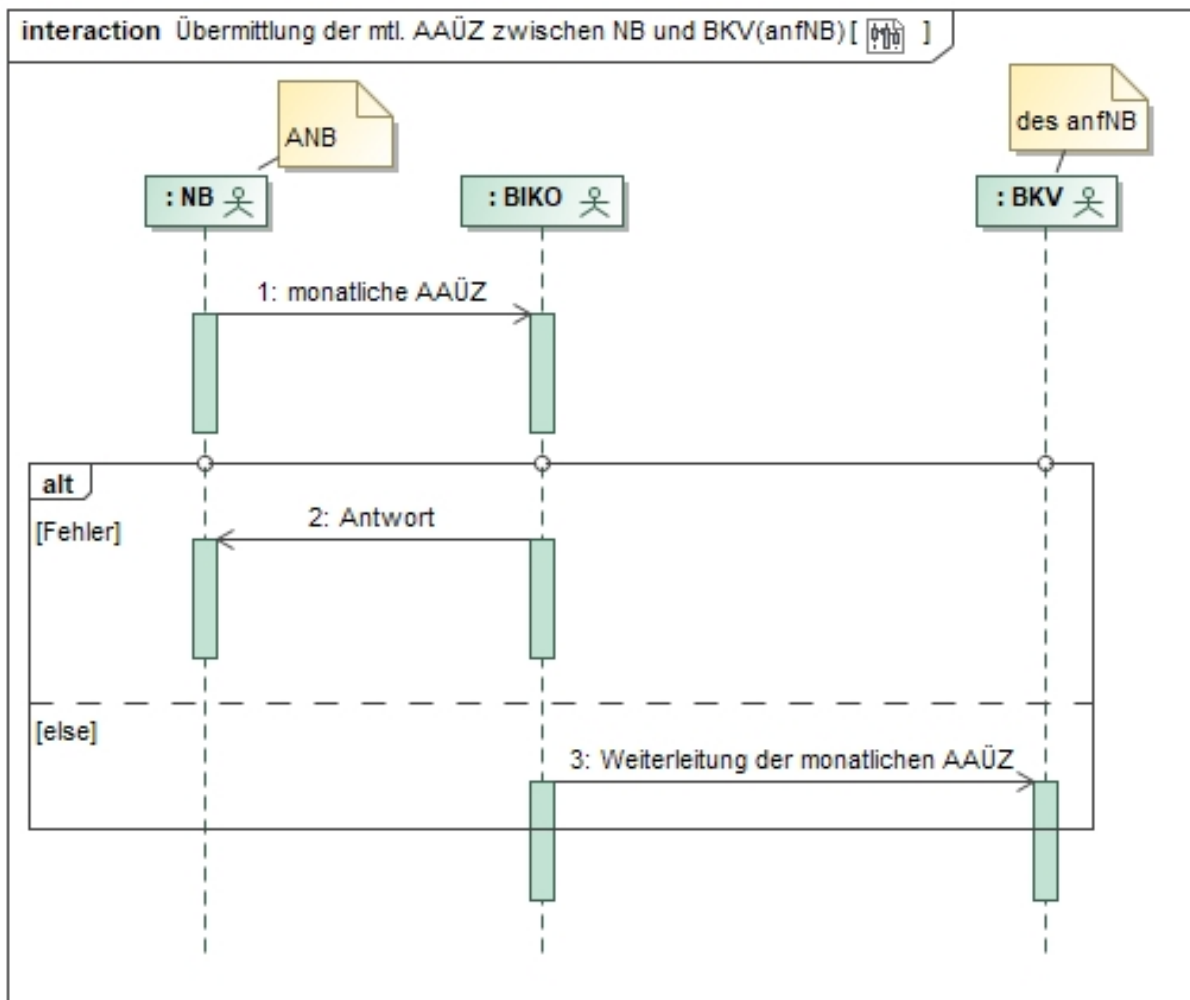 interaction Übermittlung der mtl. AAÜZ zwischen NB und BKV(anfNB) [ ]
ANB
des anfNB
: NB
: BIKO
: BKV
1: monatliche AAÜZ
alt
[Fehler]
2: Antwort
[else]
3: Weiterleitung der monatlichen AAÜZ